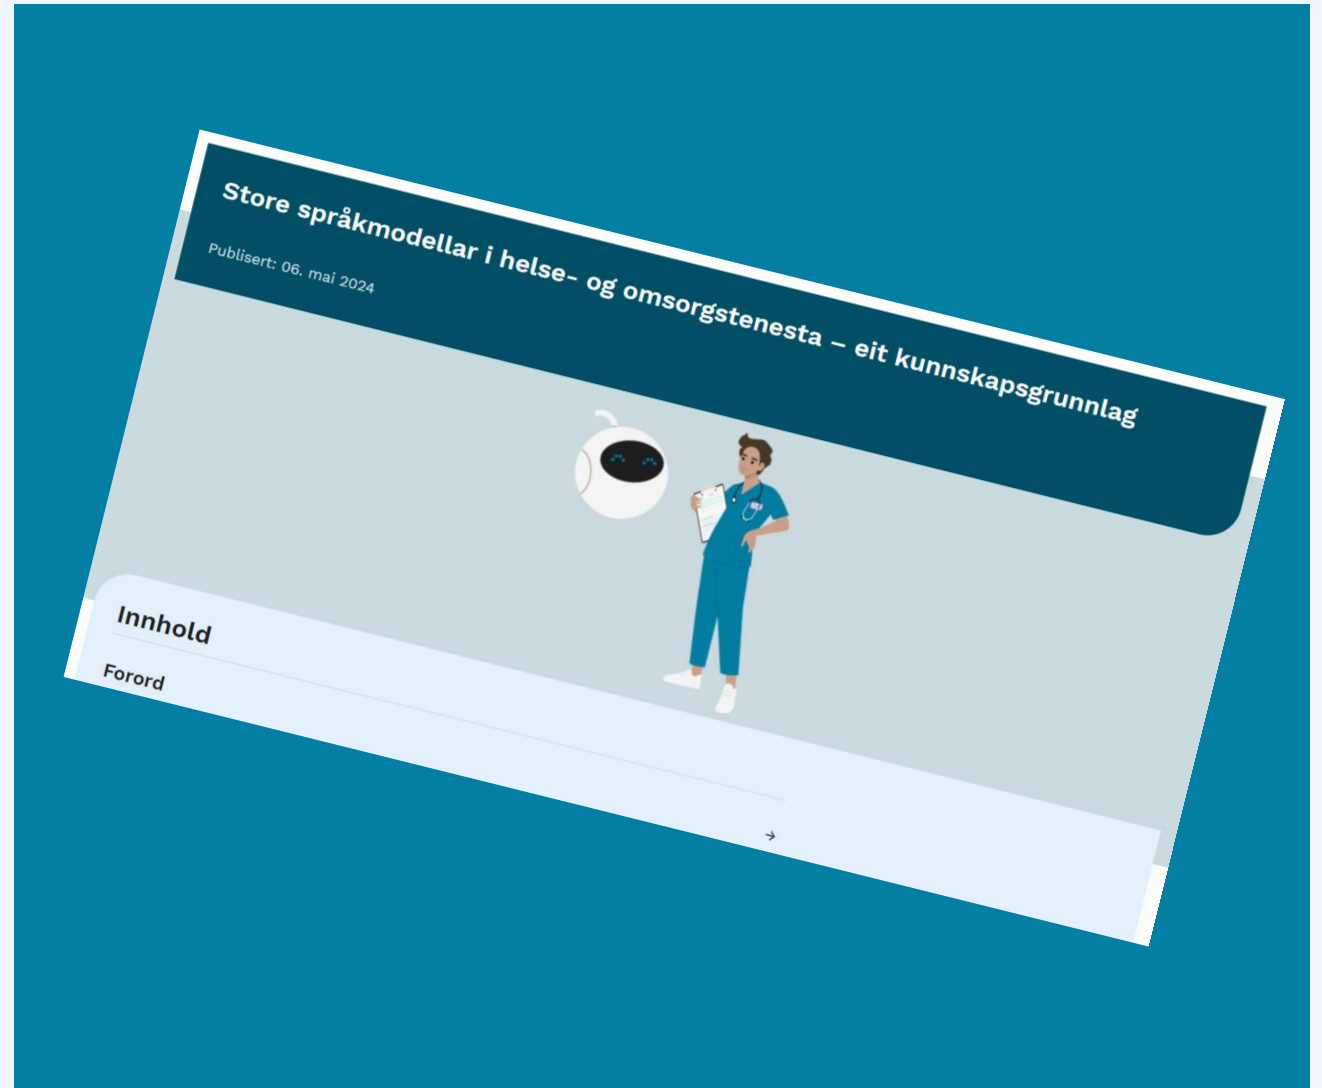 Store språkmodellar i helse- og omsorgstenesta – eit kunnskapsgrunnlag
Publisert: 06. mai 2024
Innhold
Forord